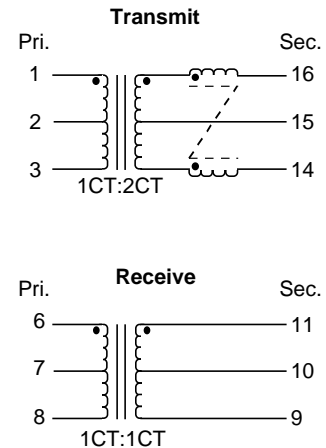 Transmit
Pri. Sec.
1 16
2 15
3 14
1CT:2CT
Receive
Pri. Sec.
6 11
7 10
8 9
1CT:1CT